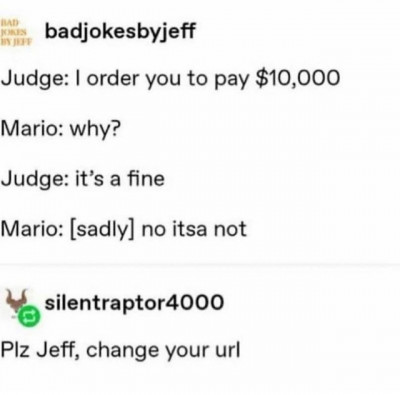 BAD
JOKES
BY JEFF
badjokesbyjeff
Judge: I order you to pay $10,000
Mario: why?
Judge: it's a fine
Mario: [sadly] no itsa not
silentraptor4000
Plz Jeff, change your url